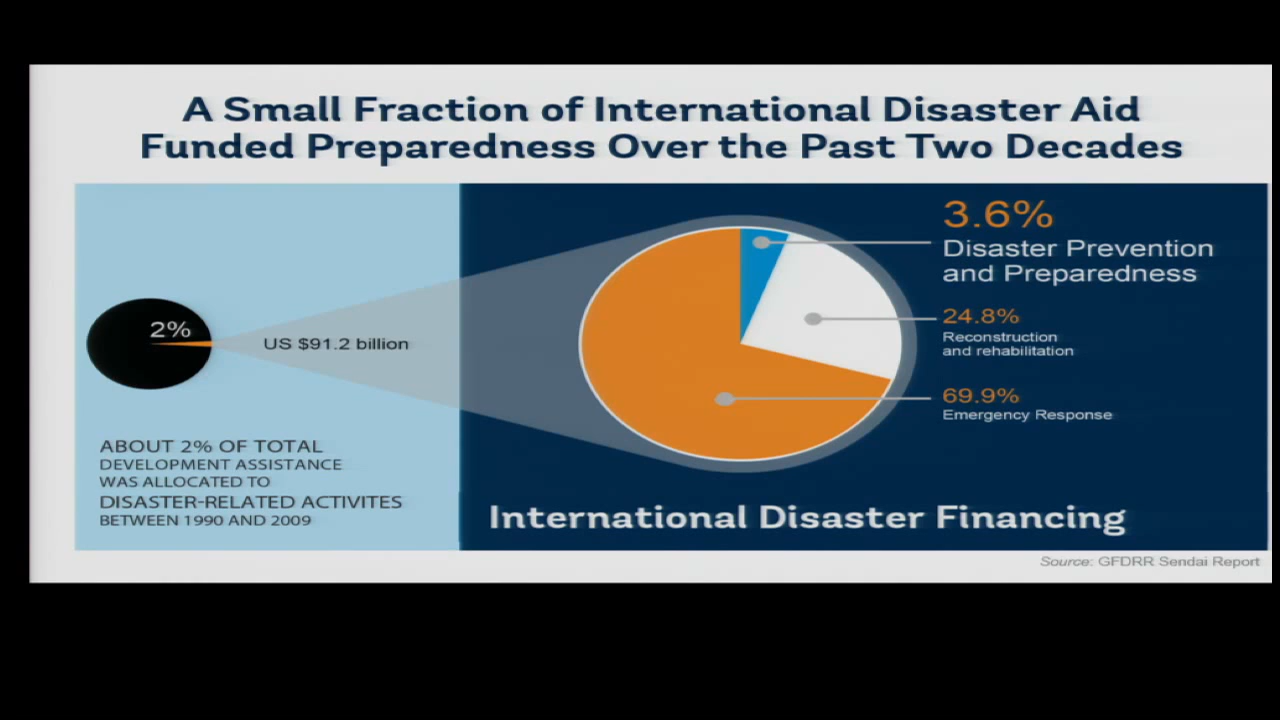 A Small Fraction of International Disaster Aid
Funded Preparedness Over the Past Two Decades
2%
US $91.2 billion
ABOUT 2% OF TOTAL
DEVELOPMENT ASSISTANCE
WAS ALLOCATED TO
DISASTER-RELATED ACTIVITES
BETWEEN 1990 AND 2009
3.6%
Disaster Prevention
and Preparedness
24.8%
Reconstruction
and rehabilitation
69.9%
Emergency Response
International Disaster Financing
Source: GFDRR Sendai Report